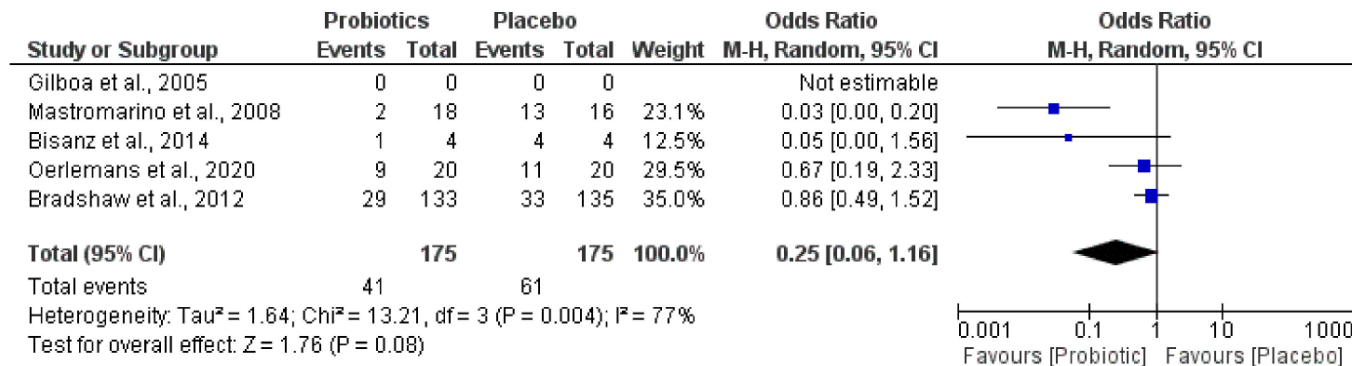 Probiotics Placebo Odds Ratio Odds Ratio
Study or Subgroup Events Total Events Total Weight M-H, Random, 95% CI M-H, Random, 95% CI
Gilboa et al., 2005 0 0 0 0 Not estimable
Mastromarino et al., 2008 2 18 13 16 23.1% 0.03 [0.00, 0.20]
Bisanz et al., 2014 1 4 4 4 12.5% 0.05 [0.00, 1.56]
Oerlemans et al., 2020 9 20 11 20 29.5% 0.67 [0.19, 2.33]
Bradshaw et al., 2012 29 133 33 135 35.0% 0.86 [0.49, 1.52]
Total (95% CI) 175 175 100.0% 0.25 [0.06, 1.16]
Total events 41 61
Heterogeneity: Tau² = 1.64; Chi² = 13.21, df = 3 (P = 0.004); I² = 77%
Test for overall effect: Z = 1.76 (P = 0.08)
0.001 0.1 1 10 1000
Favours [Probiotic] Favours [Placebo]